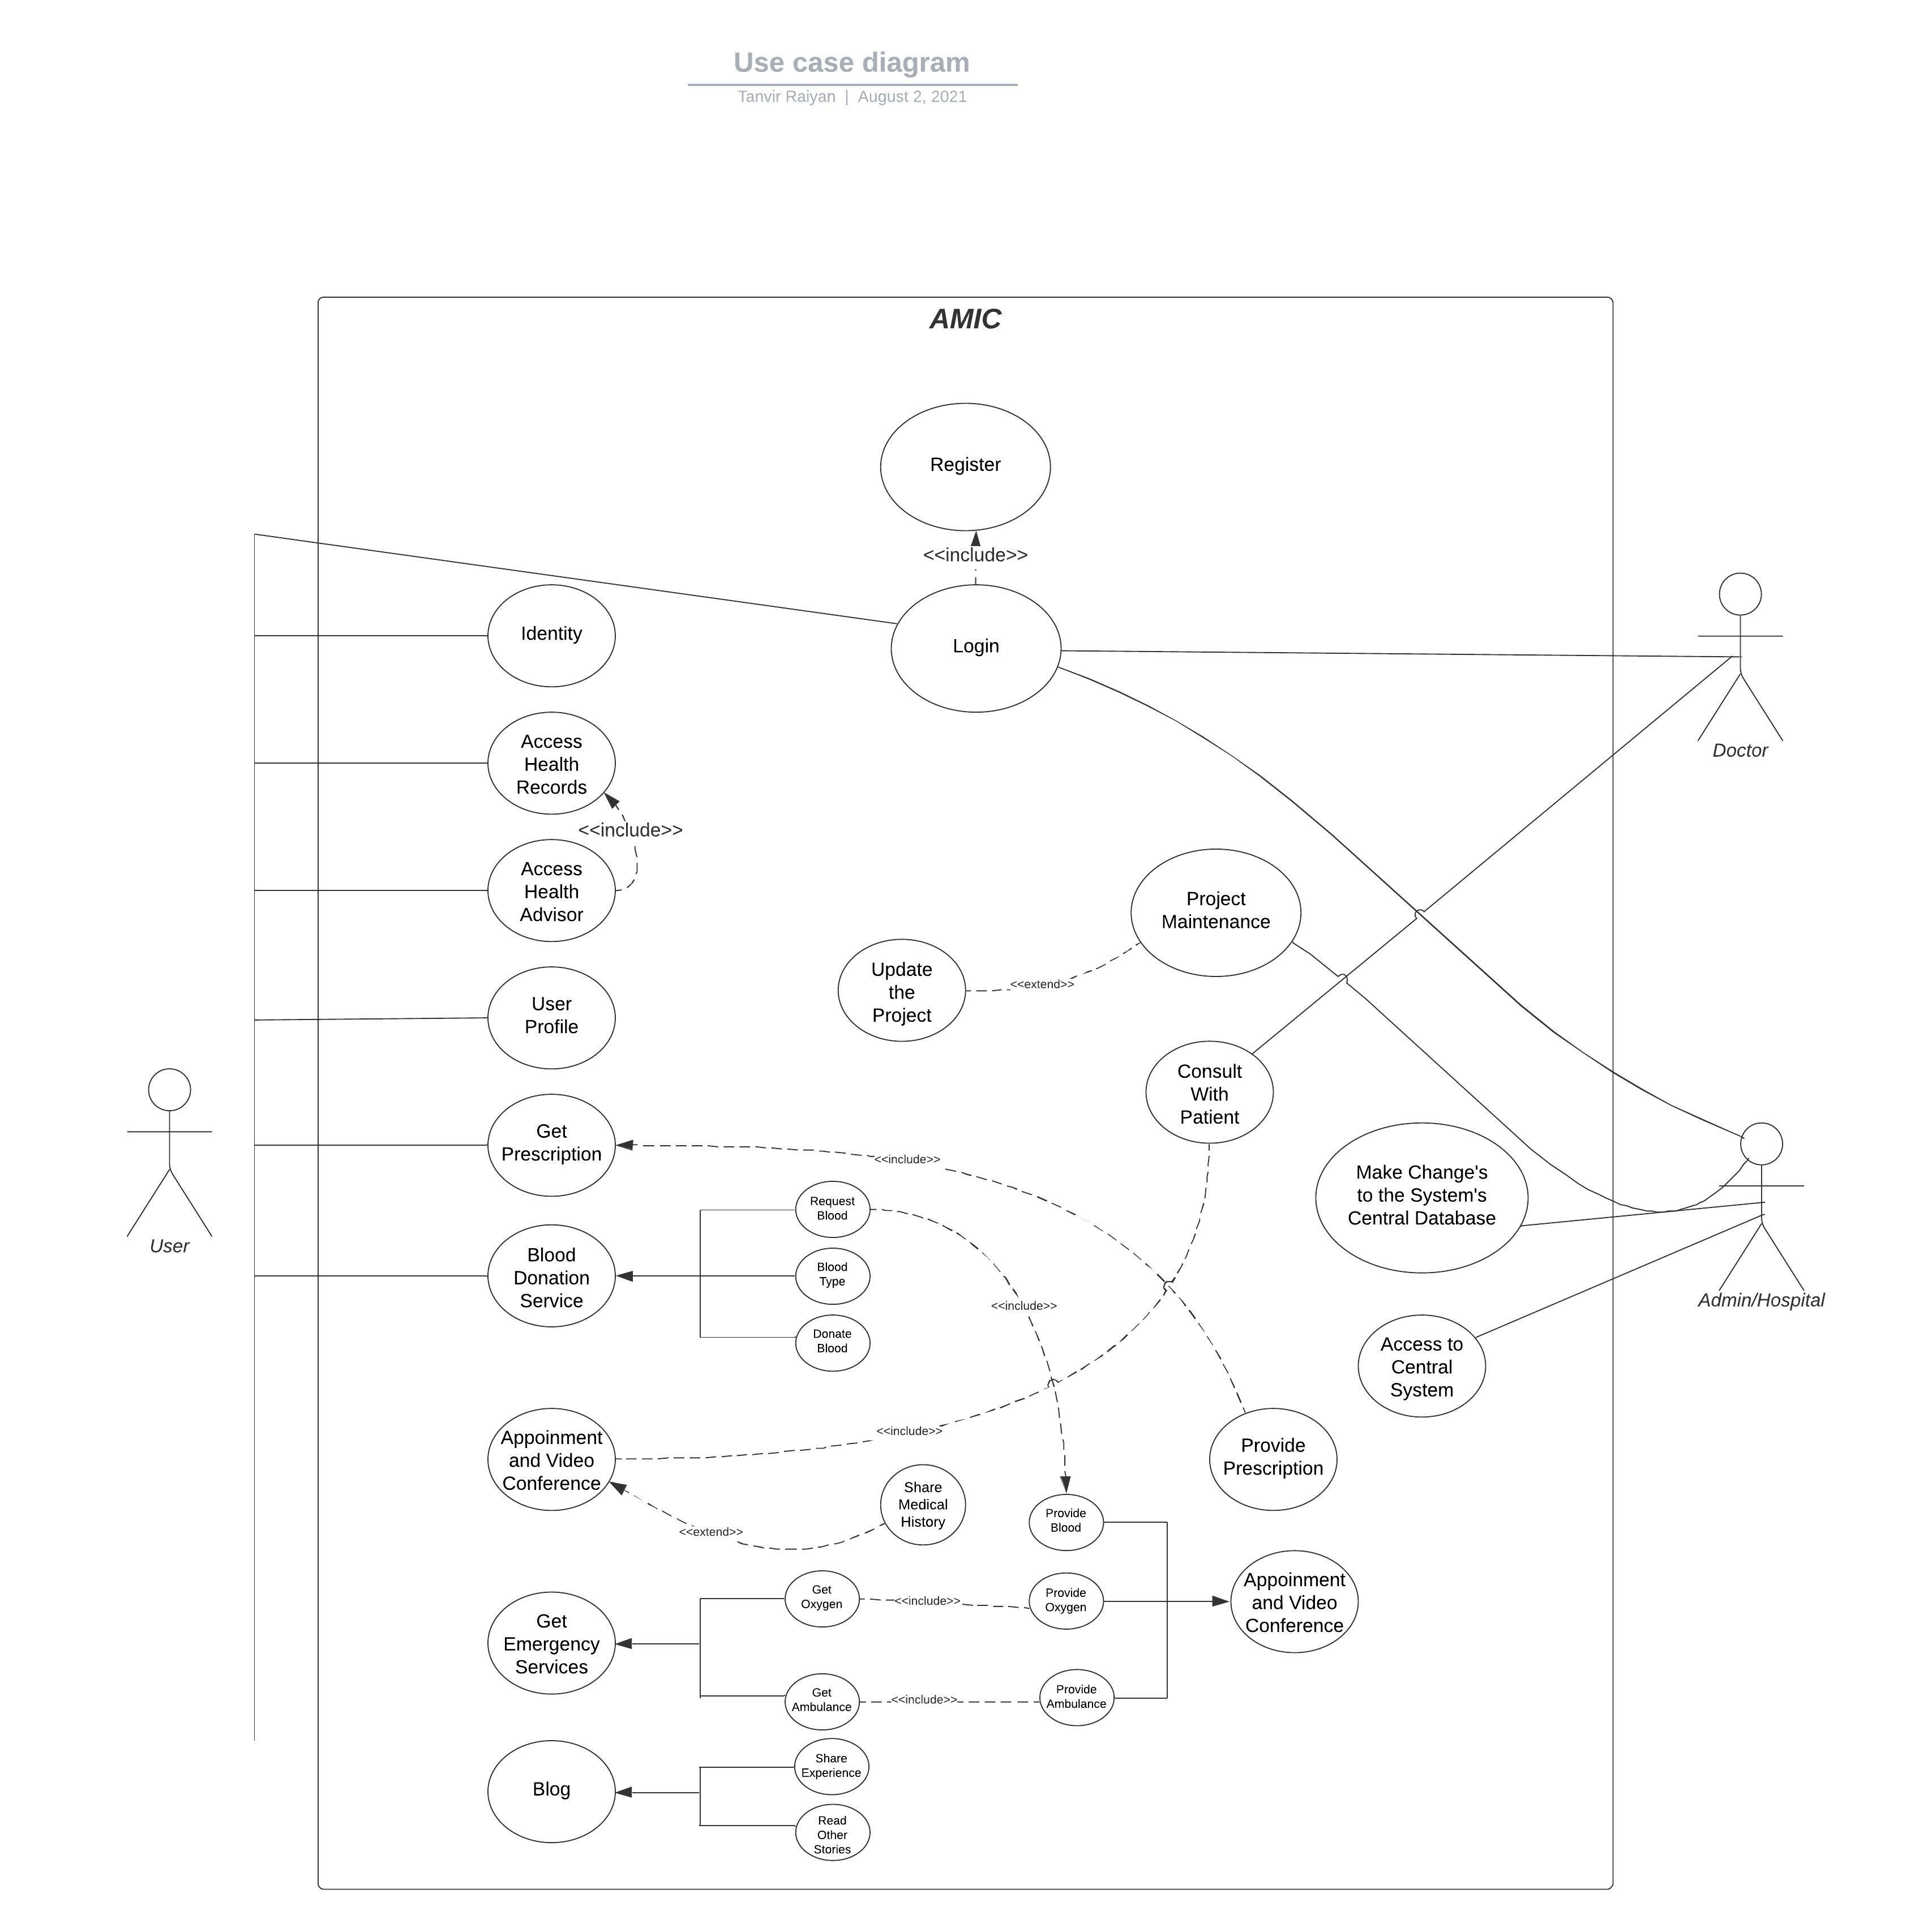 Use case diagram
Tanvir Raiyan | August 2, 2021
AMIC
Register
<<include>>
Login
Identity
Access
Health
Records
<<include>>
Access
Health
Advisor
User
Profile
Get
Prescription
Blood
Donation
Service
Appoinment
and Video
Conference
Get
Emergency
Services
Blog
User
Doctor
Admin/Hospital
Project
Maintenance
<<extend>>
Update
the
Project
Consult
With
Patient
Make Change's
to the System's
Central Database
Access to
Central
System
<<include>>
Request
Blood
Blood
Type
Donate
Blood
<<include>>
<<include>>
Provide
Prescription
Share
Medical
History
<<extend>>
Provide
Blood
Get
Oxygen
<<include>>
Provide
Oxygen
Appoinment
and Video
Conference
Get
Ambulance
<<include>>
Provide
Ambulance
Share
Experience
Read
Other
Stories